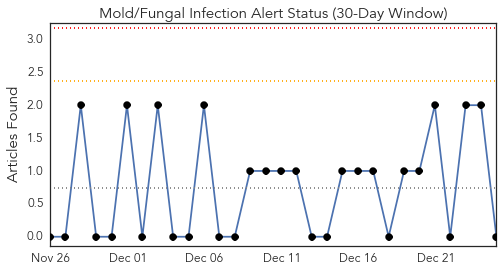 Mold/Fungal Infection Alert Status (30-Day Window)
Articles Found
3.0
2.5
2.0
1.5
1.0
0.5
0.0
Nov 26 Dec 01 Dec 06 Dec 11 Dec 16 Dec 21